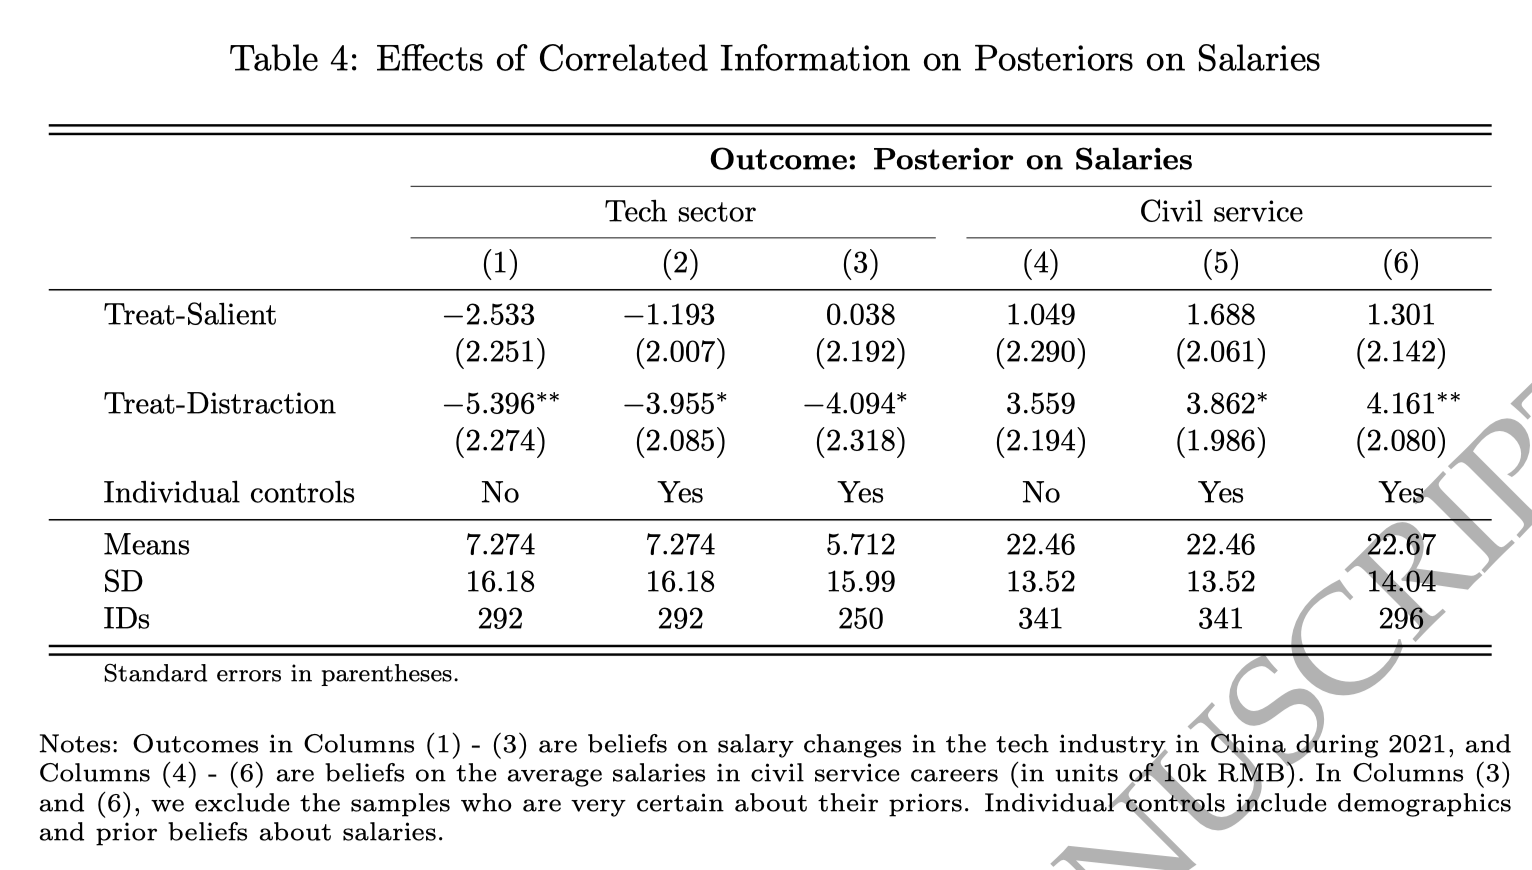 Table 4: Effects of Correlated Information on Posteriors on Salaries
Outcome: Posterior on Salaries
Tech sector Civil service
(1) (2) (3) (4) (5) (6)
Treat-Salient −2.533 −1.193 0.038 1.049 1.688 1.301
(2.251) (2.007) (2.192) (2.290) (2.061) (2.142)
Treat-Distraction −5.396** −3.955* −4.094* 3.559 3.862* 4.161**
(2.274) (2.085) (2.318) (2.194) (1.986) (2.080)
Individual controls No Yes Yes No Yes Yes
Means 7.274 7.274 5.712 22.46 22.46 22.67
SD 16.18 16.18 15.99 13.52 13.52 14.04
IDs 292 292 250 341 341 296
Standard errors in parentheses.
Notes: Outcomes in Columns (1) - (3) are beliefs on salary changes in the tech industry in China during 2021, and
Columns (4) - (6) are beliefs on the average salaries in civil service careers (in units of 10k RMB). In Columns (3)
and (6), we exclude the samples who are very certain about their priors. Individual controls include demographics
and prior beliefs about salaries.
NUSCRIPT